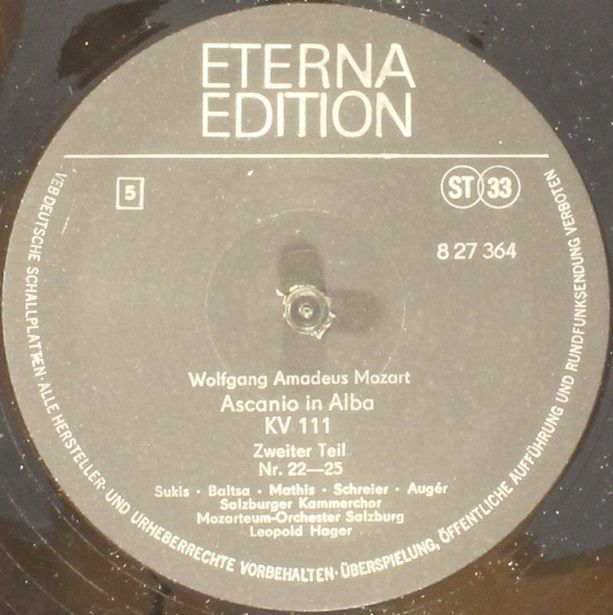 ETERNA
EDITION
5
ST 33
8 27 364
Wolfgang Amadeus Mozart
Ascanio in Alba
KV 111
Zweiter Teil
Nr. 22—25
Sukis · Baltsa · Mathis · Schreier · Augér
Salzburger Kammerchor
Mozarteum-Orchester Salzburg
Leopold Hager
VEB DEUTSCHE SCHALLPLATTEN · ALLE HERSTELLER- UND URHEBERRECHTE VORBEHALTEN · ÜBERSPIELUNG, ÖFFENTLICHE AUFFÜHRUNG UND RUNDFUNKSENDUNG VERBOTEN